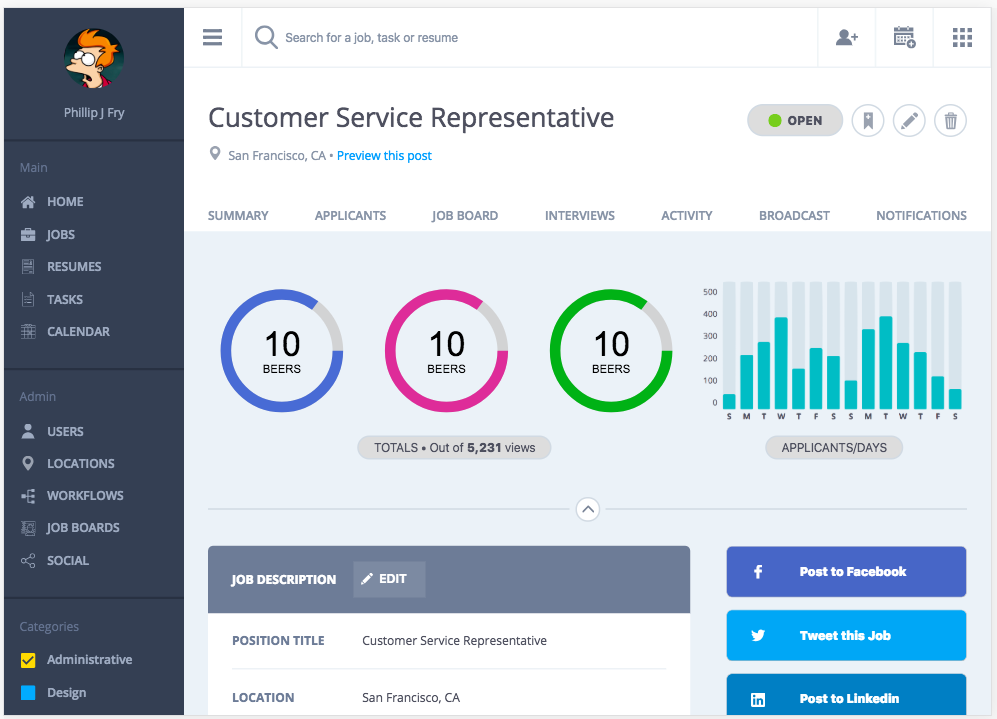 Phillip J Fry
Main
HOME
JOBS
RESUMES
TASKS
CALENDAR
Admin
USERS
LOCATIONS
WORKFLOWS
JOB BOARDS
SOCIAL
Categories
Administrative
Design
Search for a job, task or resume
Customer Service Representative
OPEN
San Francisco, CA • Preview this post
SUMMARY APPLICANTS JOB BOARD INTERVIEWS ACTIVITY BROADCAST NOTIFICATIONS
10
BEERS
10
BEERS
10
BEERS
TOTALS • Out of 5,231 views
500
400
300
200
100
0
S M T W T F S S M T W T F S
APPLICANTS/DAYS
JOB DESCRIPTION EDIT
POSITION TITLE Customer Service Representative
LOCATION San Francisco, CA
Post to Facebook
Tweet this Job
Post to Linkedin